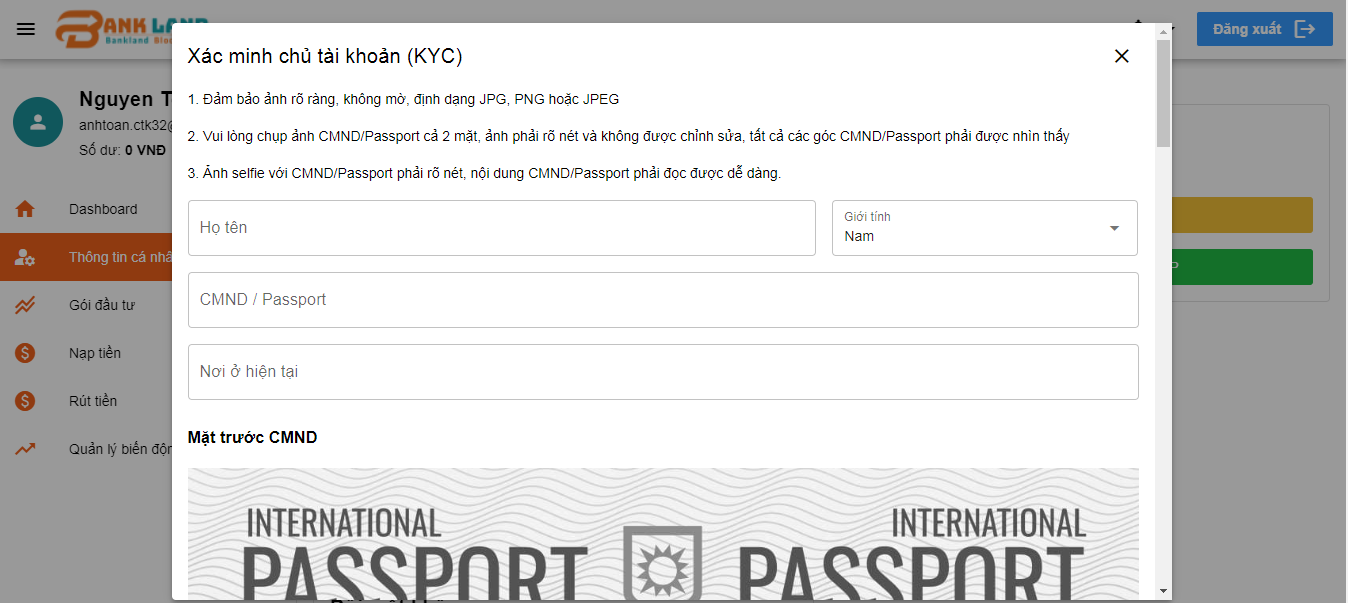 BANK LAND
Bankland
Đăng xuất
Xác minh chủ tài khoản (KYC)
1. Đảm bảo ảnh rõ ràng, không mờ, định dạng JPG, PNG hoặc JPEG
2. Vui lòng chụp ảnh CMND/Passport cả 2 mặt, ảnh phải rõ nét và không được chỉnh sửa, tất cả các góc CMND/Passport phải được nhìn thấy
3. Ảnh selfie với CMND/Passport phải rõ nét, nội dung CMND/Passport phải đọc được dễ dàng.
Họ tên
Giới tính
Nam
CMND / Passport
Nơi ở hiện tại
Mặt trước CMND
INTERNATIONAL
PASSPORT
INTERNATIONAL
PASSPORT
Nguyen T
anhtoan.ctk32@
Số dư: 0 VNĐ
Dashboard
Thông tin cá nhâ
Gói đầu tư
Nạp tiền
Rút tiền
Quản lý biến độn